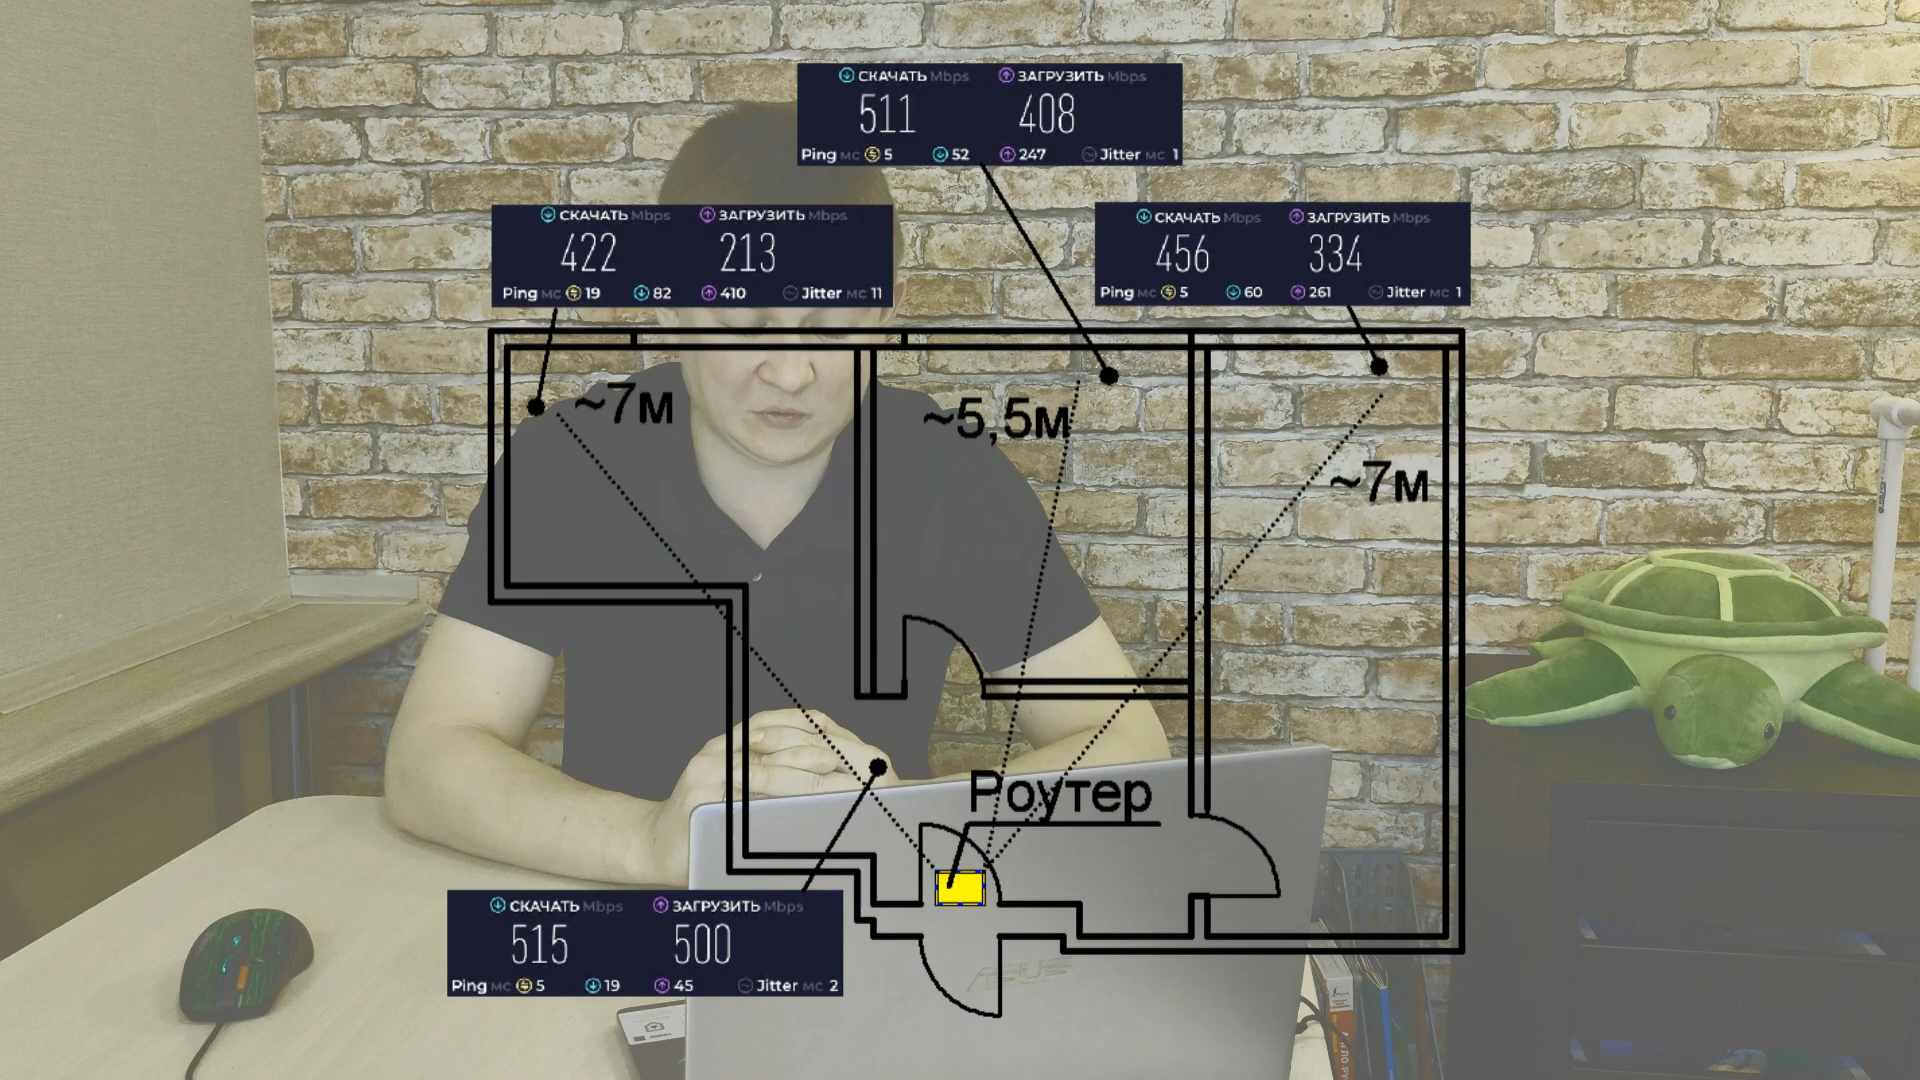 СКАЧАТЬ Mbps ЗАГРУЗИТЬ Mbps
511 408
Ping мс 5 52 247 Jitter мс 1
СКАЧАТЬ Mbps ЗАГРУЗИТЬ Mbps
422 213
Ping мс 19 82 410 Jitter мс 11
СКАЧАТЬ Mbps ЗАГРУЗИТЬ Mbps
456 334
Ping мс 5 60 261 Jitter мс 1
~7м
~5,5м
~7м
Роутер
СКАЧАТЬ Mbps ЗАГРУЗИТЬ Mbps
515 500
Ping мс 5 19 45 Jitter мс 2
ASUS